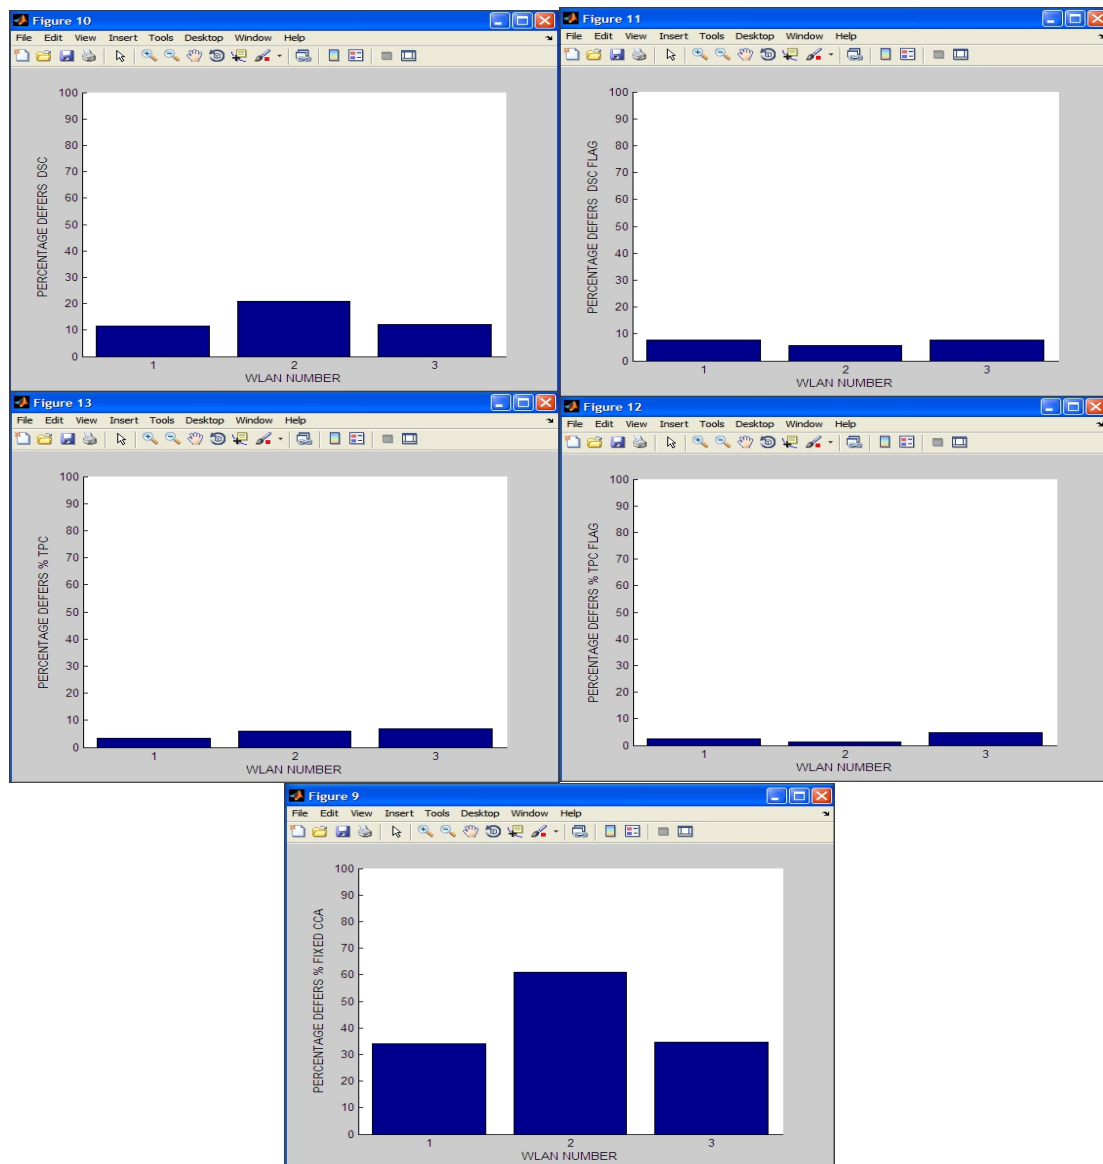 Figure 10
File Edit View Insert Tools Desktop Window Help
PERCENTAGE DEFERS DSC
100
90
80
70
60
50
40
30
20
10
0
1 2 3
WLAN NUMBER
Figure 11
File Edit View Insert Tools Desktop Window Help
PERCENTAGE DEFERS DSC FLAG
100
90
80
70
60
50
40
30
20
10
0
1 2 3
WLAN NUMBER
Figure 13
File Edit View Insert Tools Desktop Window Help
PERCENTAGE DEFERS % TPC
100
90
80
70
60
50
40
30
20
10
0
1 2 3
WLAN NUMBER
Figure 12
File Edit View Insert Tools Desktop Window Help
PERCENTAGE DEFERS % TPC FLAG
100
90
80
70
60
50
40
30
20
10
0
1 2 3
WLAN NUMBER
Figure 9
File Edit View Insert Tools Desktop Window Help
PERCENTAGE DEFERS % FIXED CCA
100
90
80
70
60
50
40
30
20
10
0
1 2 3
WLAN NUMBER